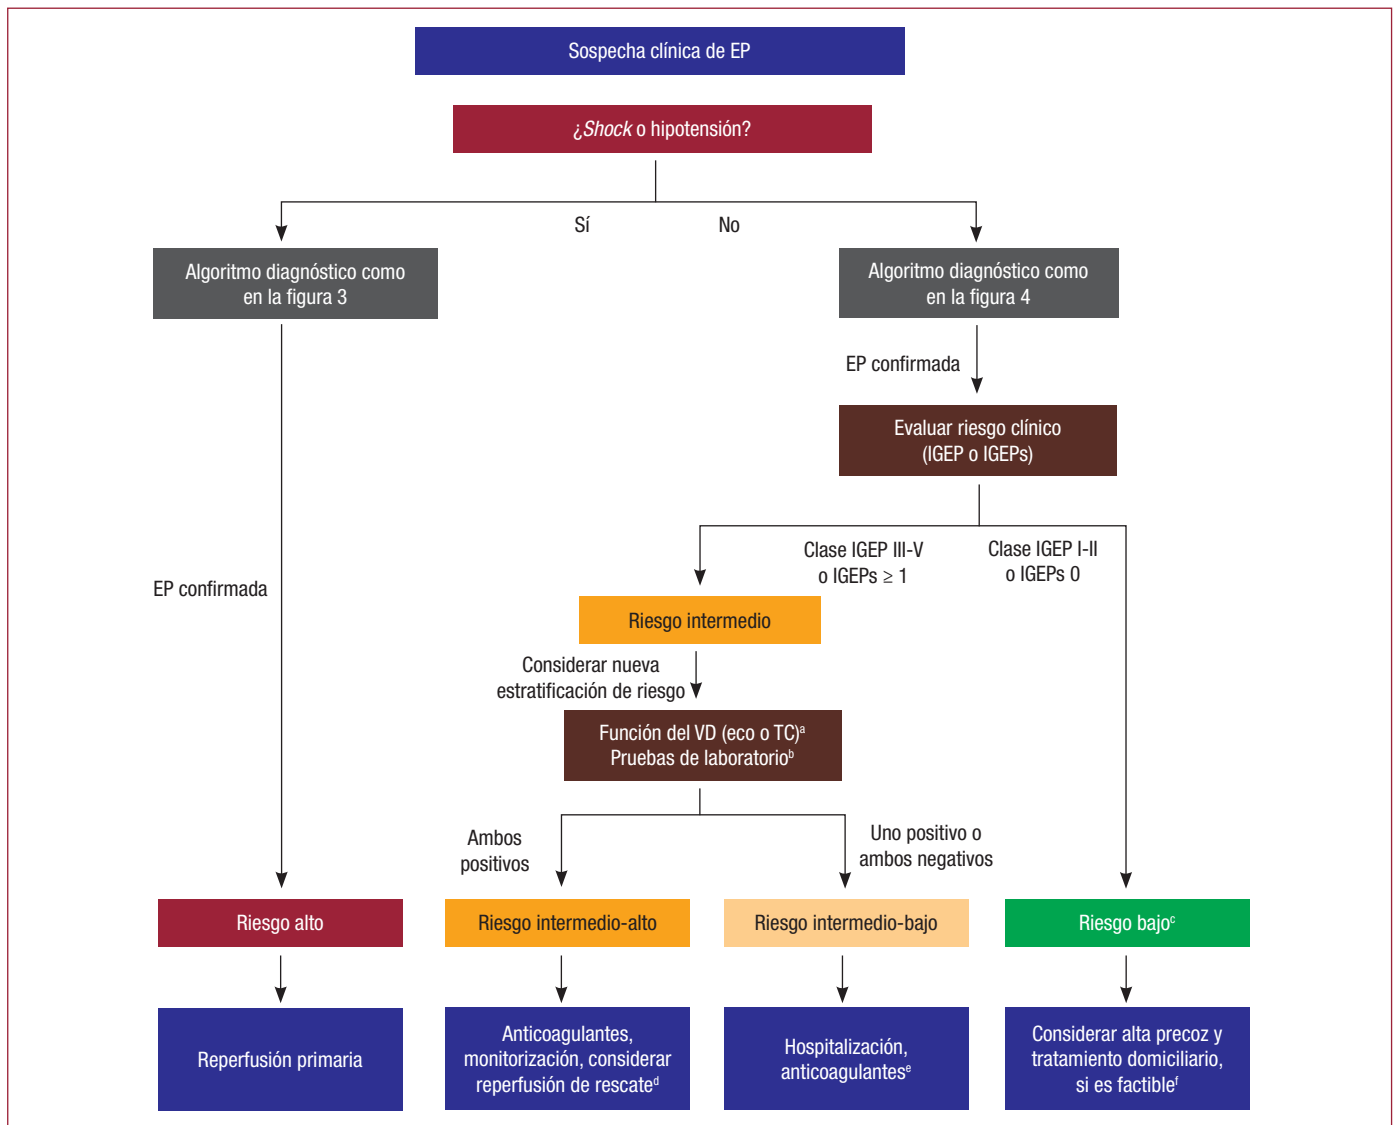 Sospecha clínica de EP
¿Shock o hipotensión?
Sí
No
Algoritmo diagnóstico como
en la figura 3
Algoritmo diagnóstico como
en la figura 4
EP confirmada
Evaluar riesgo clínico
(IGEP o IGEPs)
Clase IGEP III-V
o IGEPs ≥ 1
Clase IGEP I-II
o IGEPs 0
EP confirmada
Riesgo intermedio
Considerar nueva
estratificación de riesgo
Función del VD (eco o TC)ᵃ
Pruebas de laboratorioᵇ
Ambos
positivos
Uno positivo o
ambos negativos
Riesgo alto
Riesgo intermedio-alto
Riesgo intermedio-bajo
Riesgo bajoᶜ
Reperfusión primaria
Anticoagulantes,
monitorización, considerar
reperfusión de rescateᵈ
Hospitalización,
anticoagulantesᵉ
Considerar alta precoz y
tratamiento domiciliario,
si es factibleᶠ